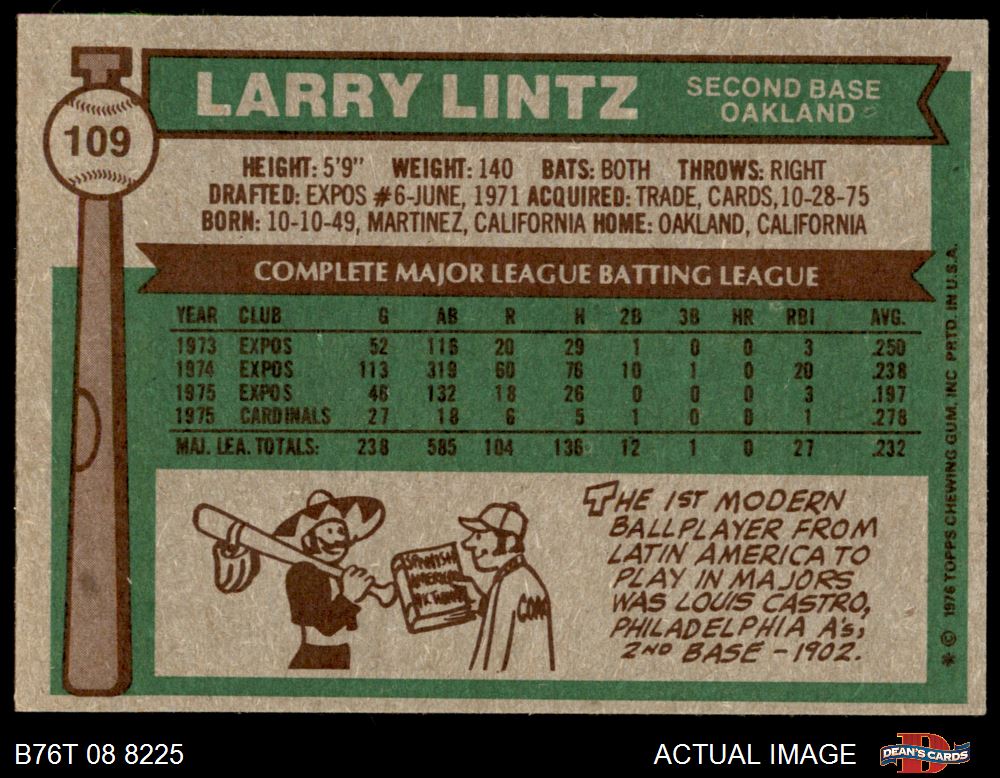 109
LARRY LINTZ
SECOND BASE
OAKLAND
HEIGHT: 5'9" WEIGHT: 140 BATS: BOTH THROWS: RIGHT
DRAFTED: EXPOS #6-JUNE, 1971 ACQUIRED: TRADE, CARDS, 10-28-75
BORN: 10-10-49, MARTINEZ, CALIFORNIA HOME: OAKLAND, CALIFORNIA
COMPLETE MAJOR LEAGUE BATTING LEAGUE
YEAR CLUB G AB R H 2B 3B HR RBI AVG.
1973 EXPOS 52 116 20 29 1 0 0 3 .250
1974 EXPOS 113 319 60 76 10 1 0 20 .238
1975 EXPOS 46 132 18 26 0 0 0 3 .197
1975 CARDINALS 27 18 6 5 1 0 0 1 .278
MAJ. LEA. TOTALS: 238 585 104 136 12 1 0 27 .232
SPANISH
AMERICAN
COM
THE 1ST MODERN
BALLPLAYER FROM
LATIN AMERICA TO
PLAY IN MAJORS
WAS LOUIS CASTRO,
PHILADELPHIA A's,
2ND BASE – 1902.
* © 1976 TOPPS CHEWING GUM, INC PRTD. IN U.S.A.
B76T 08 8225
ACTUAL IMAGE
DEAN'S CARDS